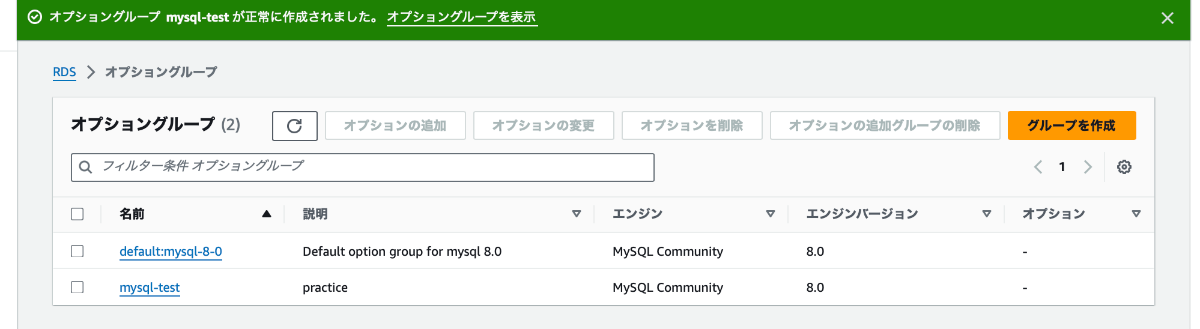 オプショングループ mysql-test が正常に作成されました。 オプショングループを表示
RDS > オプショングループ
オプショングループ (2) オプションの追加 オプションの変更 オプションを削除 オプションの追加グループの削除 グループを作成
フィルター条件 オプショングループ 1
名前 説明 エンジン エンジンバージョン オプション
default:mysql-8-0 Default option group for mysql 8.0 MySQL Community 8.0 -
mysql-test practice MySQL Community 8.0 -